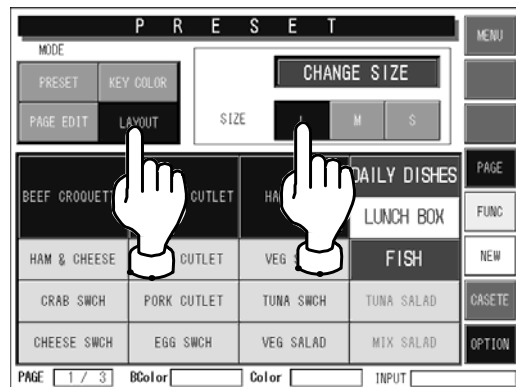 PRESET
MENU
MODE
PRESET KEY COLOR
PAGE EDIT LAYOUT
CHANGE SIZE
SIZE M S
PAGE
FUNC
NEW
CASETE
OPTION
BEEF CUTLET DAILY DISHES
LUNCH BOX
HAM & CHEESE CUTLET VEG FISH
CRAB SWCH PORK CUTLET TUNA SWCH TUNA SALAD
CHEESE SWCH EGG SWCH VEG SALAD MIX SALAD
PAGE 1 / 3 BColor Color INPUT